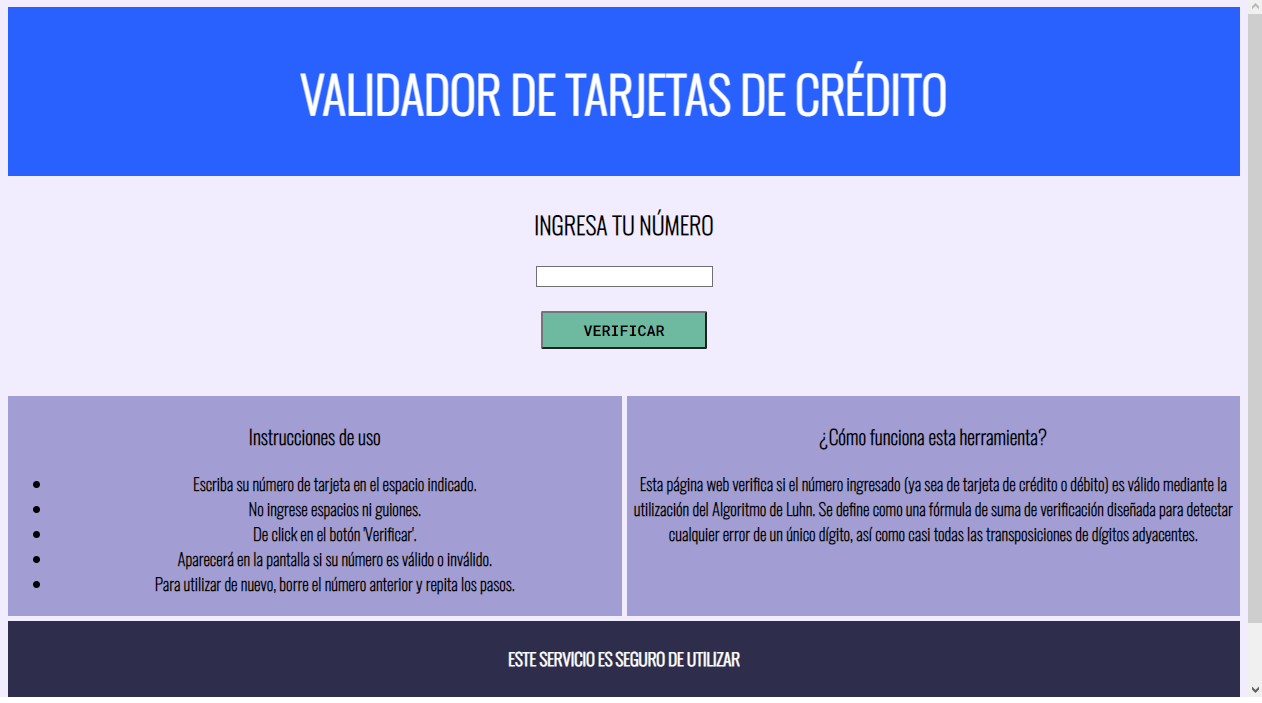 VALIDADOR DE TARJETAS DE CRÉDITO
INGRESA TU NÚMERO
VERIFICAR
Instrucciones de uso
Escriba su número de tarjeta en el espacio indicado.
No ingrese espacios ni guiones.
De click en el botón 'Verificar'.
Aparecerá en la pantalla si su número es válido o inválido.
Para utilizar de nuevo, borre el número anterior y repita los pasos.
¿Cómo funciona esta herramienta?
Esta página web verifica si el número ingresado (ya sea de tarjeta de crédito o débito) es válido mediante la
utilización del Algoritmo de Luhn. Se define como una fórmula de suma de verificación diseñada para detectar
cualquier error de un único dígito, así como casi todas las transposiciones de dígitos adyacentes.
ESTE SERVICIO ES SEGURO DE UTILIZAR